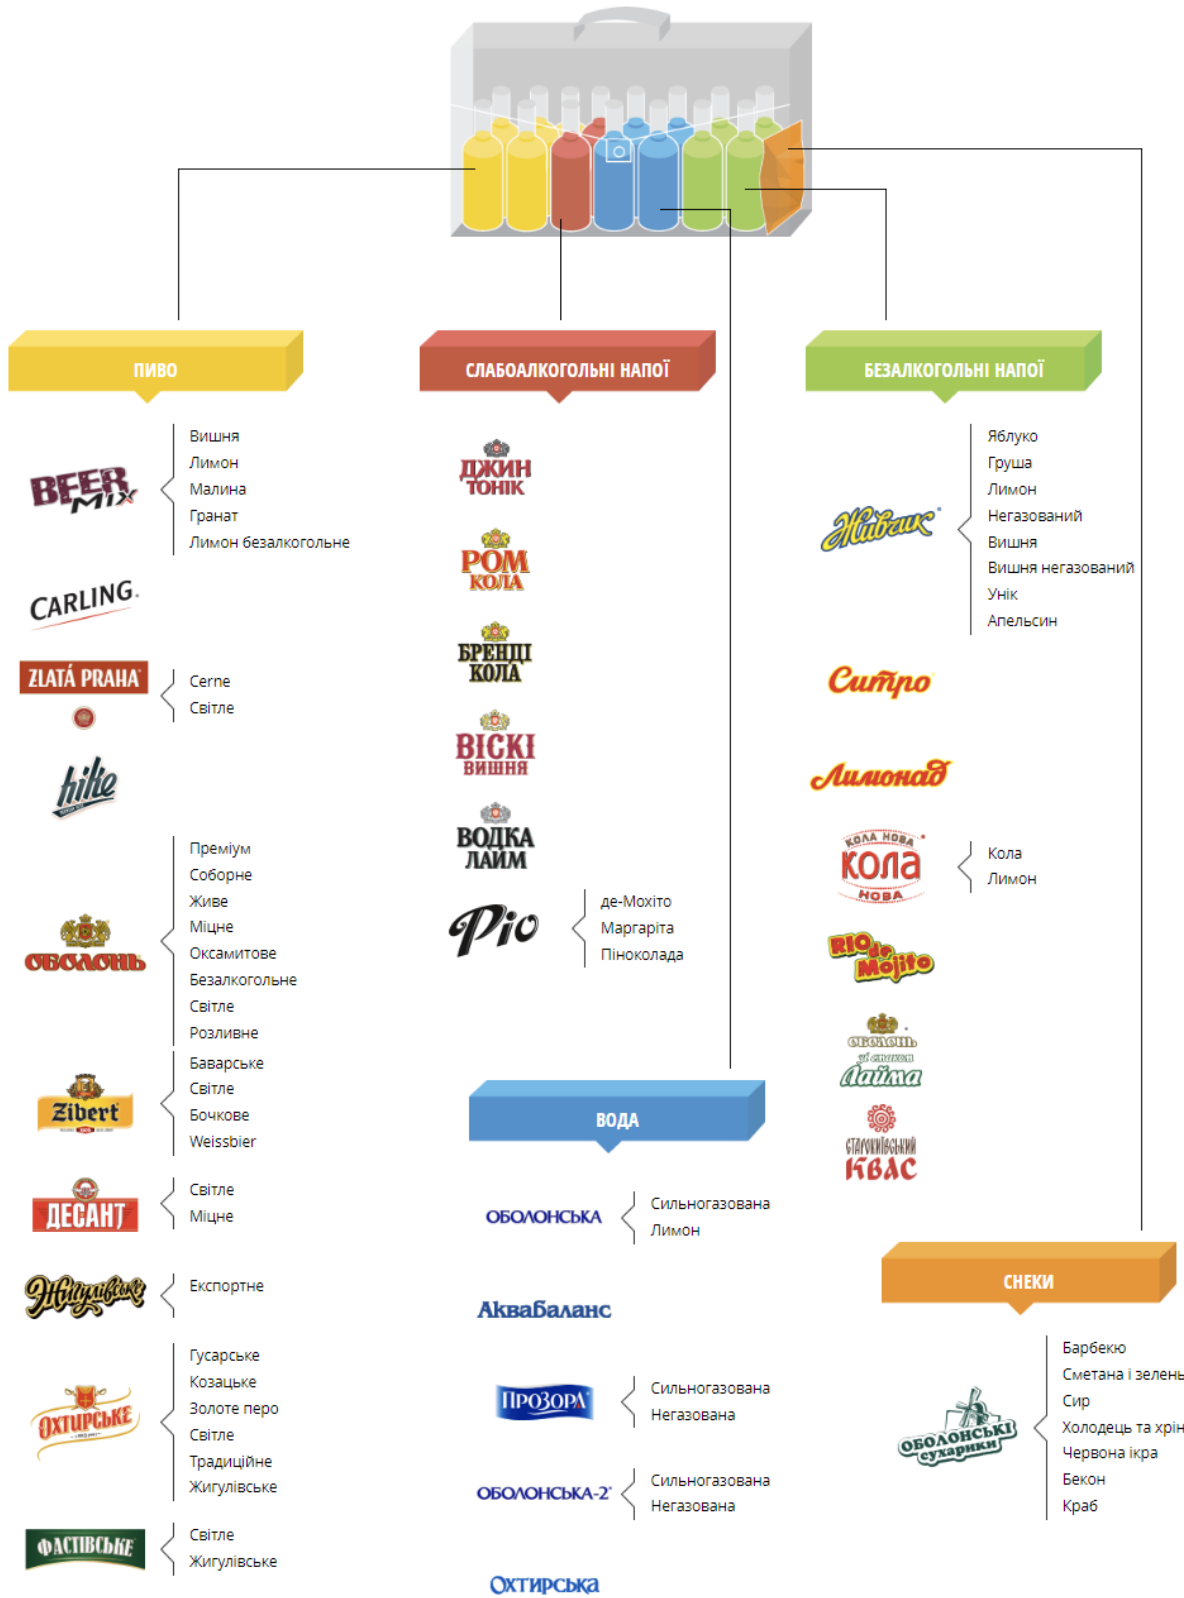 ПИВО
BEER
MIX
Вишня
Лимон
Малина
Гранат
Лимон безалкогольне
CARLING
ZLATÁ PRAHA
Cerne
Світле
hike
ОБОЛОНЬ
Преміум
Соборне
Живе
Міцне
Оксамитове
Безалкогольне
Світле
Розливне
Zibert
Баварське
Світле
Бочкове
Weissbier
ДЕСАНТ
Світле
Міцне
Жигулівське
Експортне
ОХТИРСЬКЕ
Гусарське
Козацьке
Золоте перо
Світле
Традиційне
Жигулівське
ФАСТІВСЬКЕ
Світле
Жигулівське
СЛАБОАЛКОГОЛЬНІ НАПОЇ
ДЖИН
ТОНІК
РОМ
КОЛА
БРЕНДІ
КОЛА
ВІСКІ
ВИШНЯ
ВОДКА
ЛАЙМ
Ріо
де-Мохіто
Маргаріта
Піноколада
ВОДА
ОБОЛОНСЬКА
Сильногазована
Лимон
АкваБаланс
ПРОЗОРА
Сильногазована
Негазована
ОБОЛОНСЬКА-2
Сильногазована
Негазована
ОХТИРСЬКА
БЕЗАЛКОГОЛЬНІ НАПОЇ
Живчик
Яблуко
Груша
Лимон
Негазований
Вишня
Вишня негазований
Унік
Апельсин
Ситро
Лимонад
КОЛА НОВА
КОЛА
НОВА
Кола
Лимон
RIO de
Mojito
ОБОЛОНЬ
зі смаком
Лайма
СТАРОКИЇВСЬКИЙ
КВАС
СНЕКИ
ОБОЛОНСЬКІ
сухарики
Барбекю
Сметана і зелень
Сир
Холодець та хрін
Червона ікра
Бекон
Краб